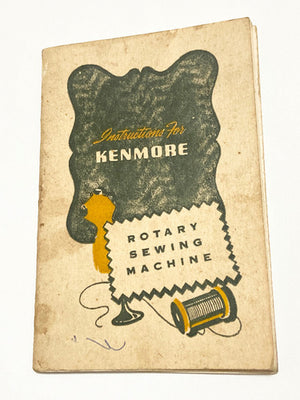 Instructions For
KENMORE
ROTARY
SEWING
MACHINE